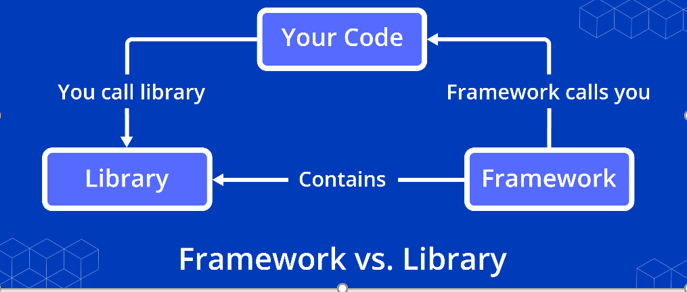 Your Code
You call library
Framework calls you
Library
Contains
Framework
Framework vs. Library